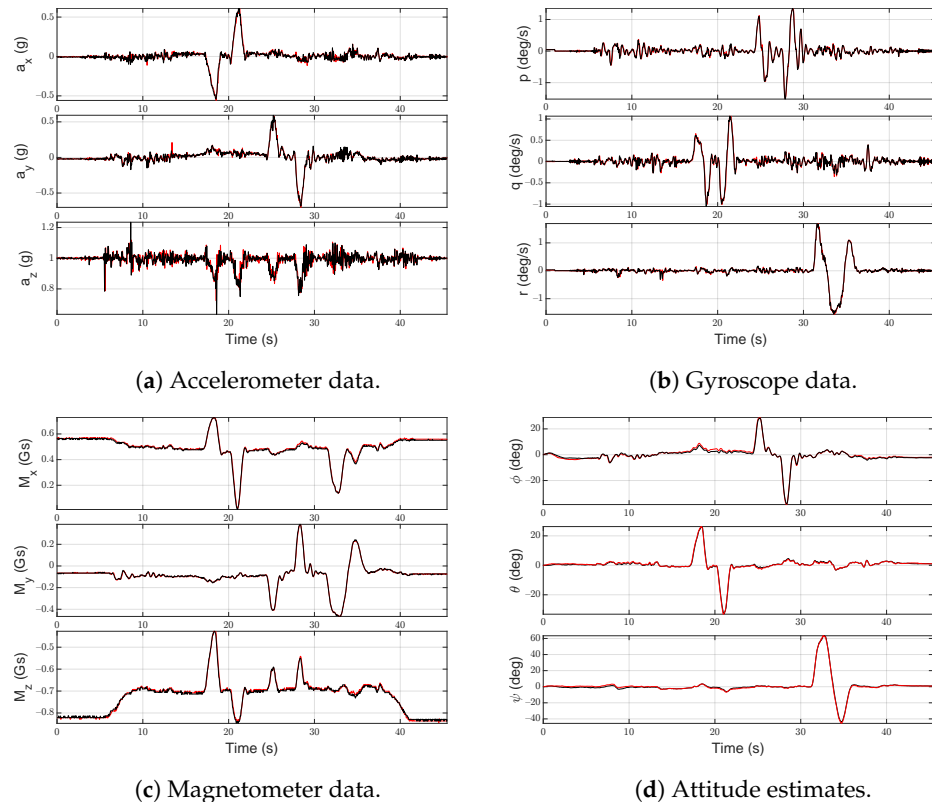 0.5
0
−0.5
a_x (g)
0 10 20 30 40
0.5
0
−0.5
a_y (g)
0 10 20 30 40
1.2
1
0.8
a_z (g)
0 10 20 30 40
Time (s)
(a) Accelerometer data.
1
0
−1
p (deg/s)
0 10 20 30 40
1
0.5
0
−0.5
−1
q (deg/s)
0 10 20 30 40
1
0
−1
r (deg/s)
0 10 20 30 40
Time (s)
(b) Gyroscope data.
0.6
0.4
0.2
M_x (Gs)
0 10 20 30 40
0.2
0
−0.2
−0.4
M_y (Gs)
0 10 20 30 40
−0.5
−0.6
−0.7
−0.8
M_z (Gs)
0 10 20 30 40
Time (s)
(c) Magnetometer data.
20
0
−20
ϕ (deg)
0 10 20 30 40
20
0
−20
θ (deg)
0 10 20 30 40
60
40
20
0
−20
−40
ψ (deg)
0 10 20 30 40
Time (s)
(d) Attitude estimates.